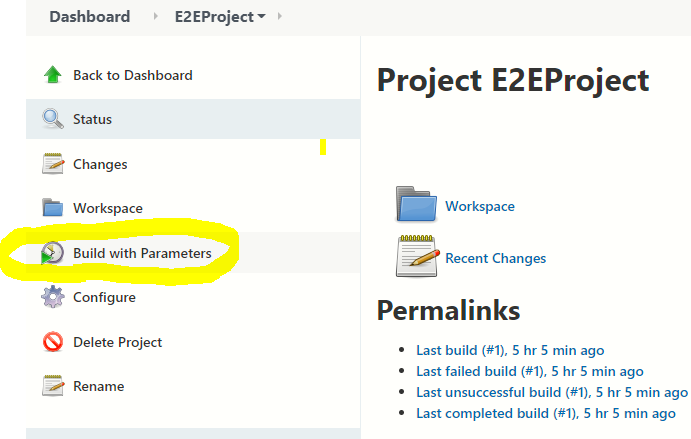 Dashboard E2EProject
Back to Dashboard
Status
Changes
Workspace
Build with Parameters
Configure
Delete Project
Rename
Project E2EProject
Workspace
Recent Changes
Permalinks
Last build (#1), 5 hr 5 min ago
Last failed build (#1), 5 hr 5 min ago
Last unsuccessful build (#1), 5 hr 5 min ago
Last completed build (#1), 5 hr 5 min ago